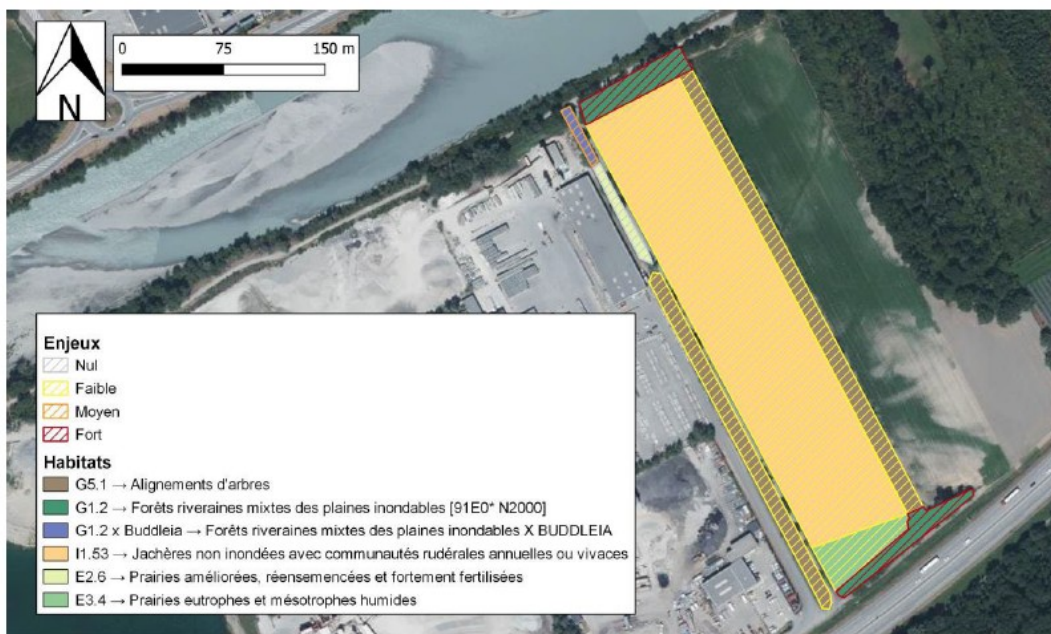 0 75 150 m
N
Enjeux
Nul
Faible
Moyen
Fort
Habitats
G5.1 → Alignements d'arbres
G1.2 → Forêts riveraines mixtes des plaines inondables [91E0* N2000]
G1.2 x Buddleia → Forêts riveraines mixtes des plaines inondables X BUDDLEIA
I1.53 → Jachères non inondées avec communautés rudérales annuelles ou vivaces
E2.6 → Prairies améliorées, réensemencées et fortement fertilisées
E3.4 → Prairies eutrophes et mésotrophes humides